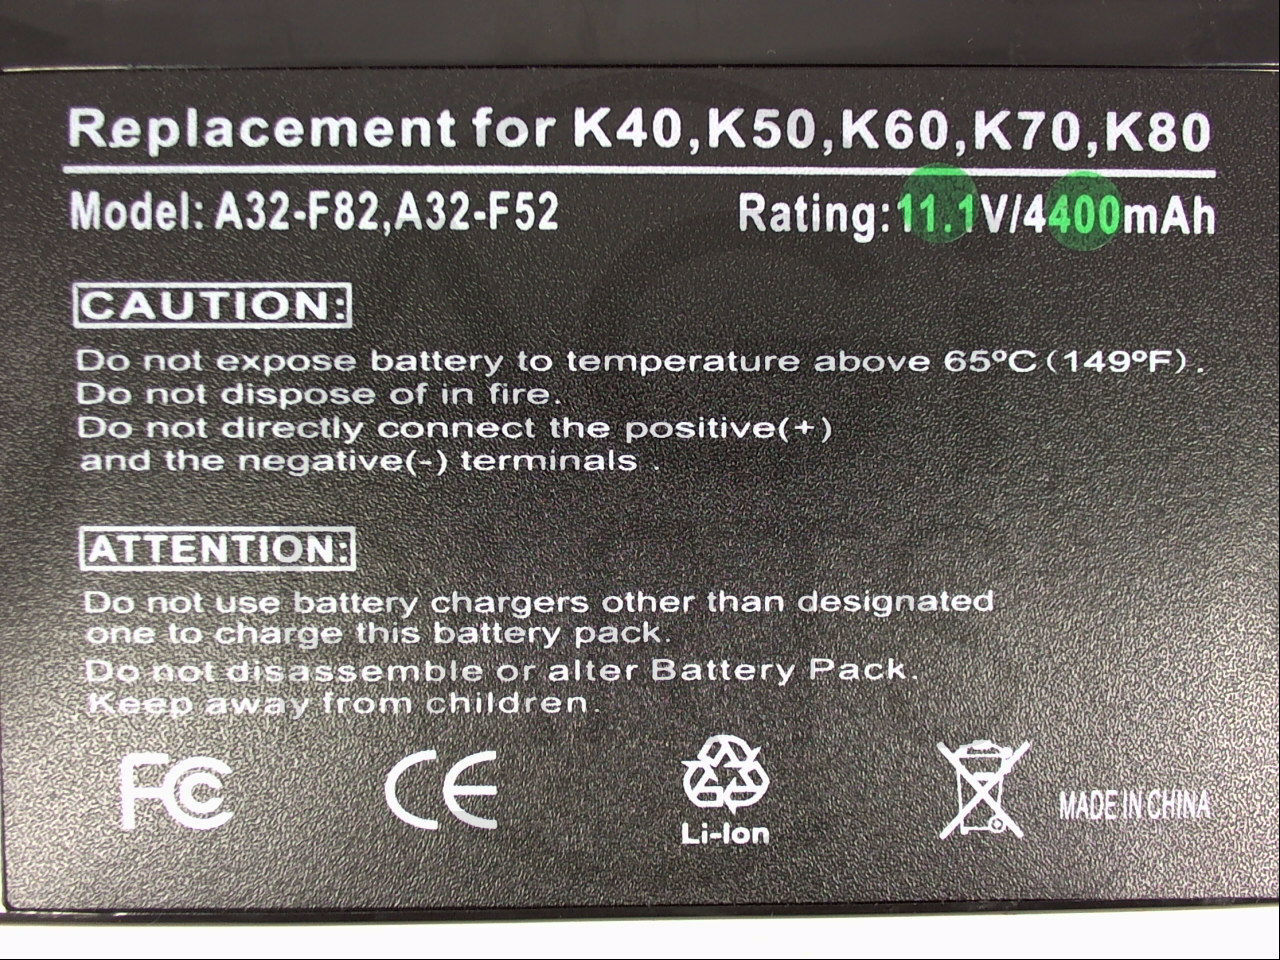 Replacement for K40,K50,K60,K70,K80
Model: A32-F82,A32-F52 Rating:11.1V/4400mAh
CAUTION:
Do not expose battery to temperature above 65ºC (149ºF).
Do not dispose of in fire.
Do not directly connect the positive(+)
and the negative(-) terminals .
ATTENTION:
Do not use battery chargers other than designated
one to charge this battery pack.
Do not disassemble or alter Battery Pack.
Keep away from children.
FC CE Li-Ion MADE IN CHINA